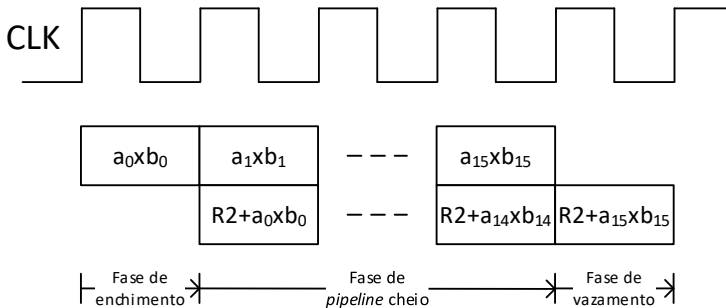 CLK
a₀xb₀
a₁xb₁
a₁₅xb₁₅
R2+a₀xb₀
R2+a₁₄xb₁₄
R2+a₁₅xb₁₅
Fase de
enchimento
Fase de
pipeline cheio
Fase de
vazamento